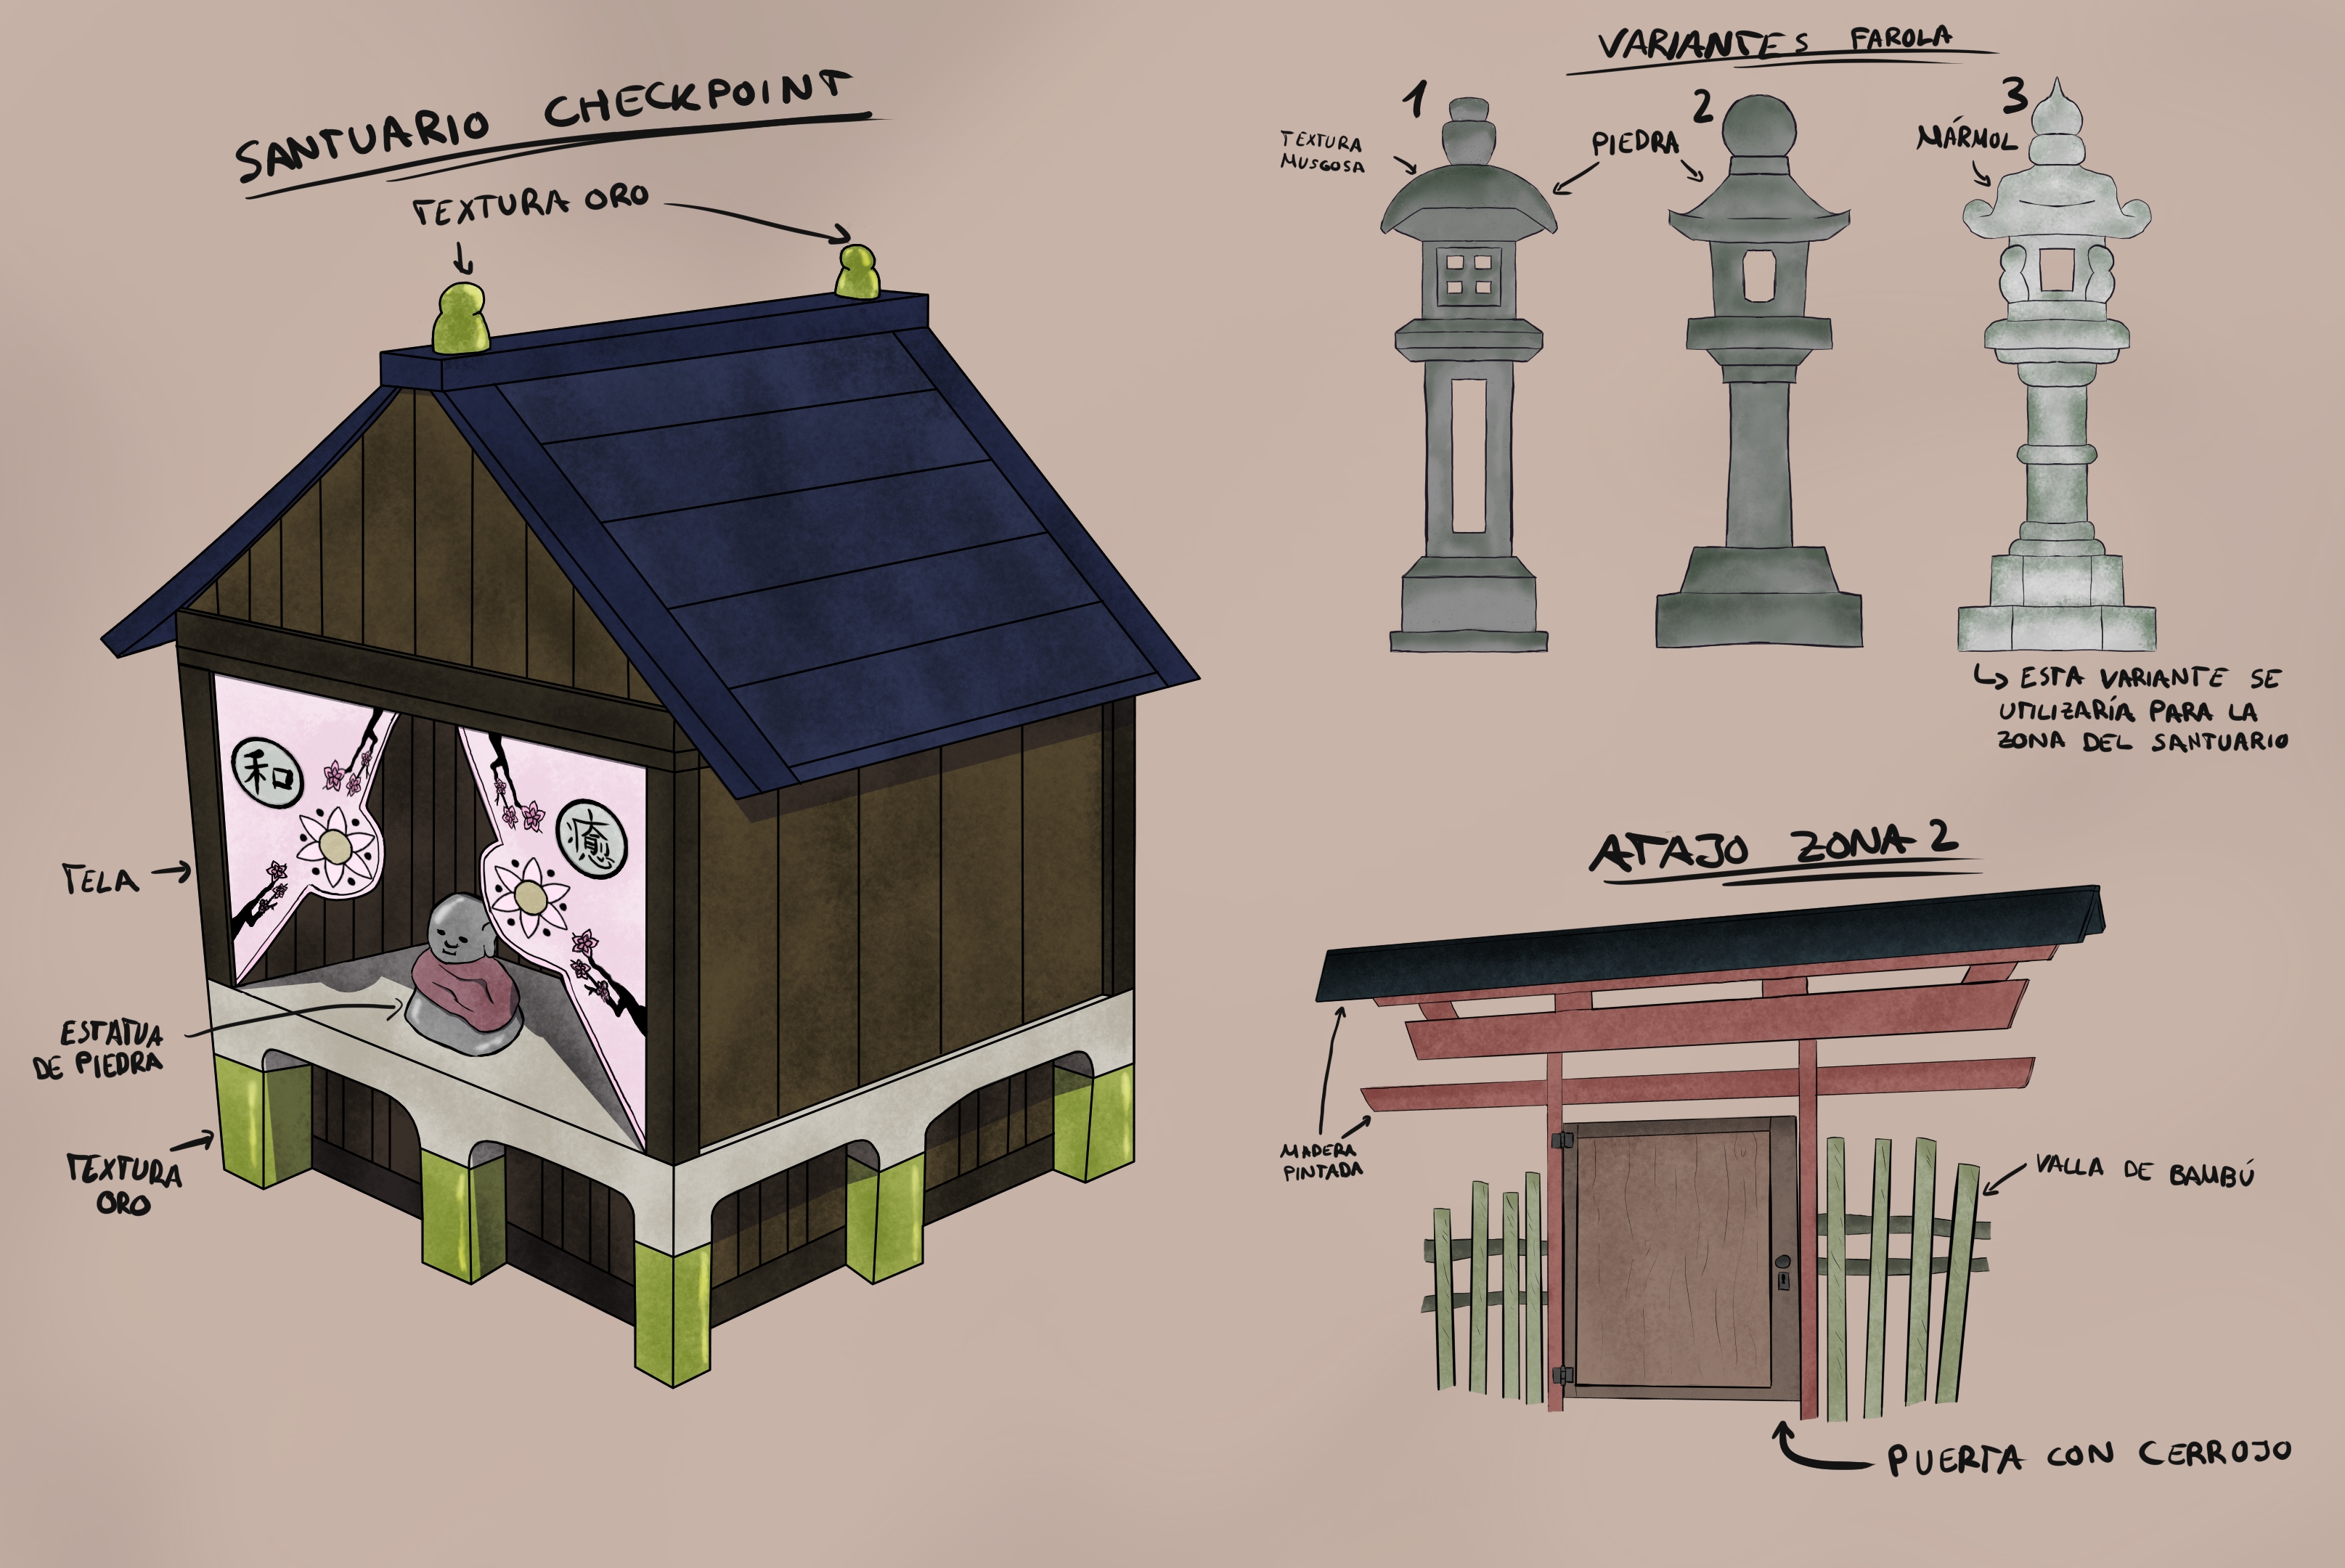 SANTUARIO CHECKPOINT
TEXTURA ORO
和
癒
TELA
ESTATUA
DE PIEDRA
TEXTURA
ORO
VARIANTES FAROLA
1
2
3
TEXTURA
MUSGOSA
PIEDRA
MÁRMOL
ESTA VARIANTE SE
UTILIZARÍA PARA LA
ZONA DEL SANTUARIO
ATAJO ZONA 2
MADERA
PINTADA
VALLA DE BAMBÚ
PUERTA CON CERROJO